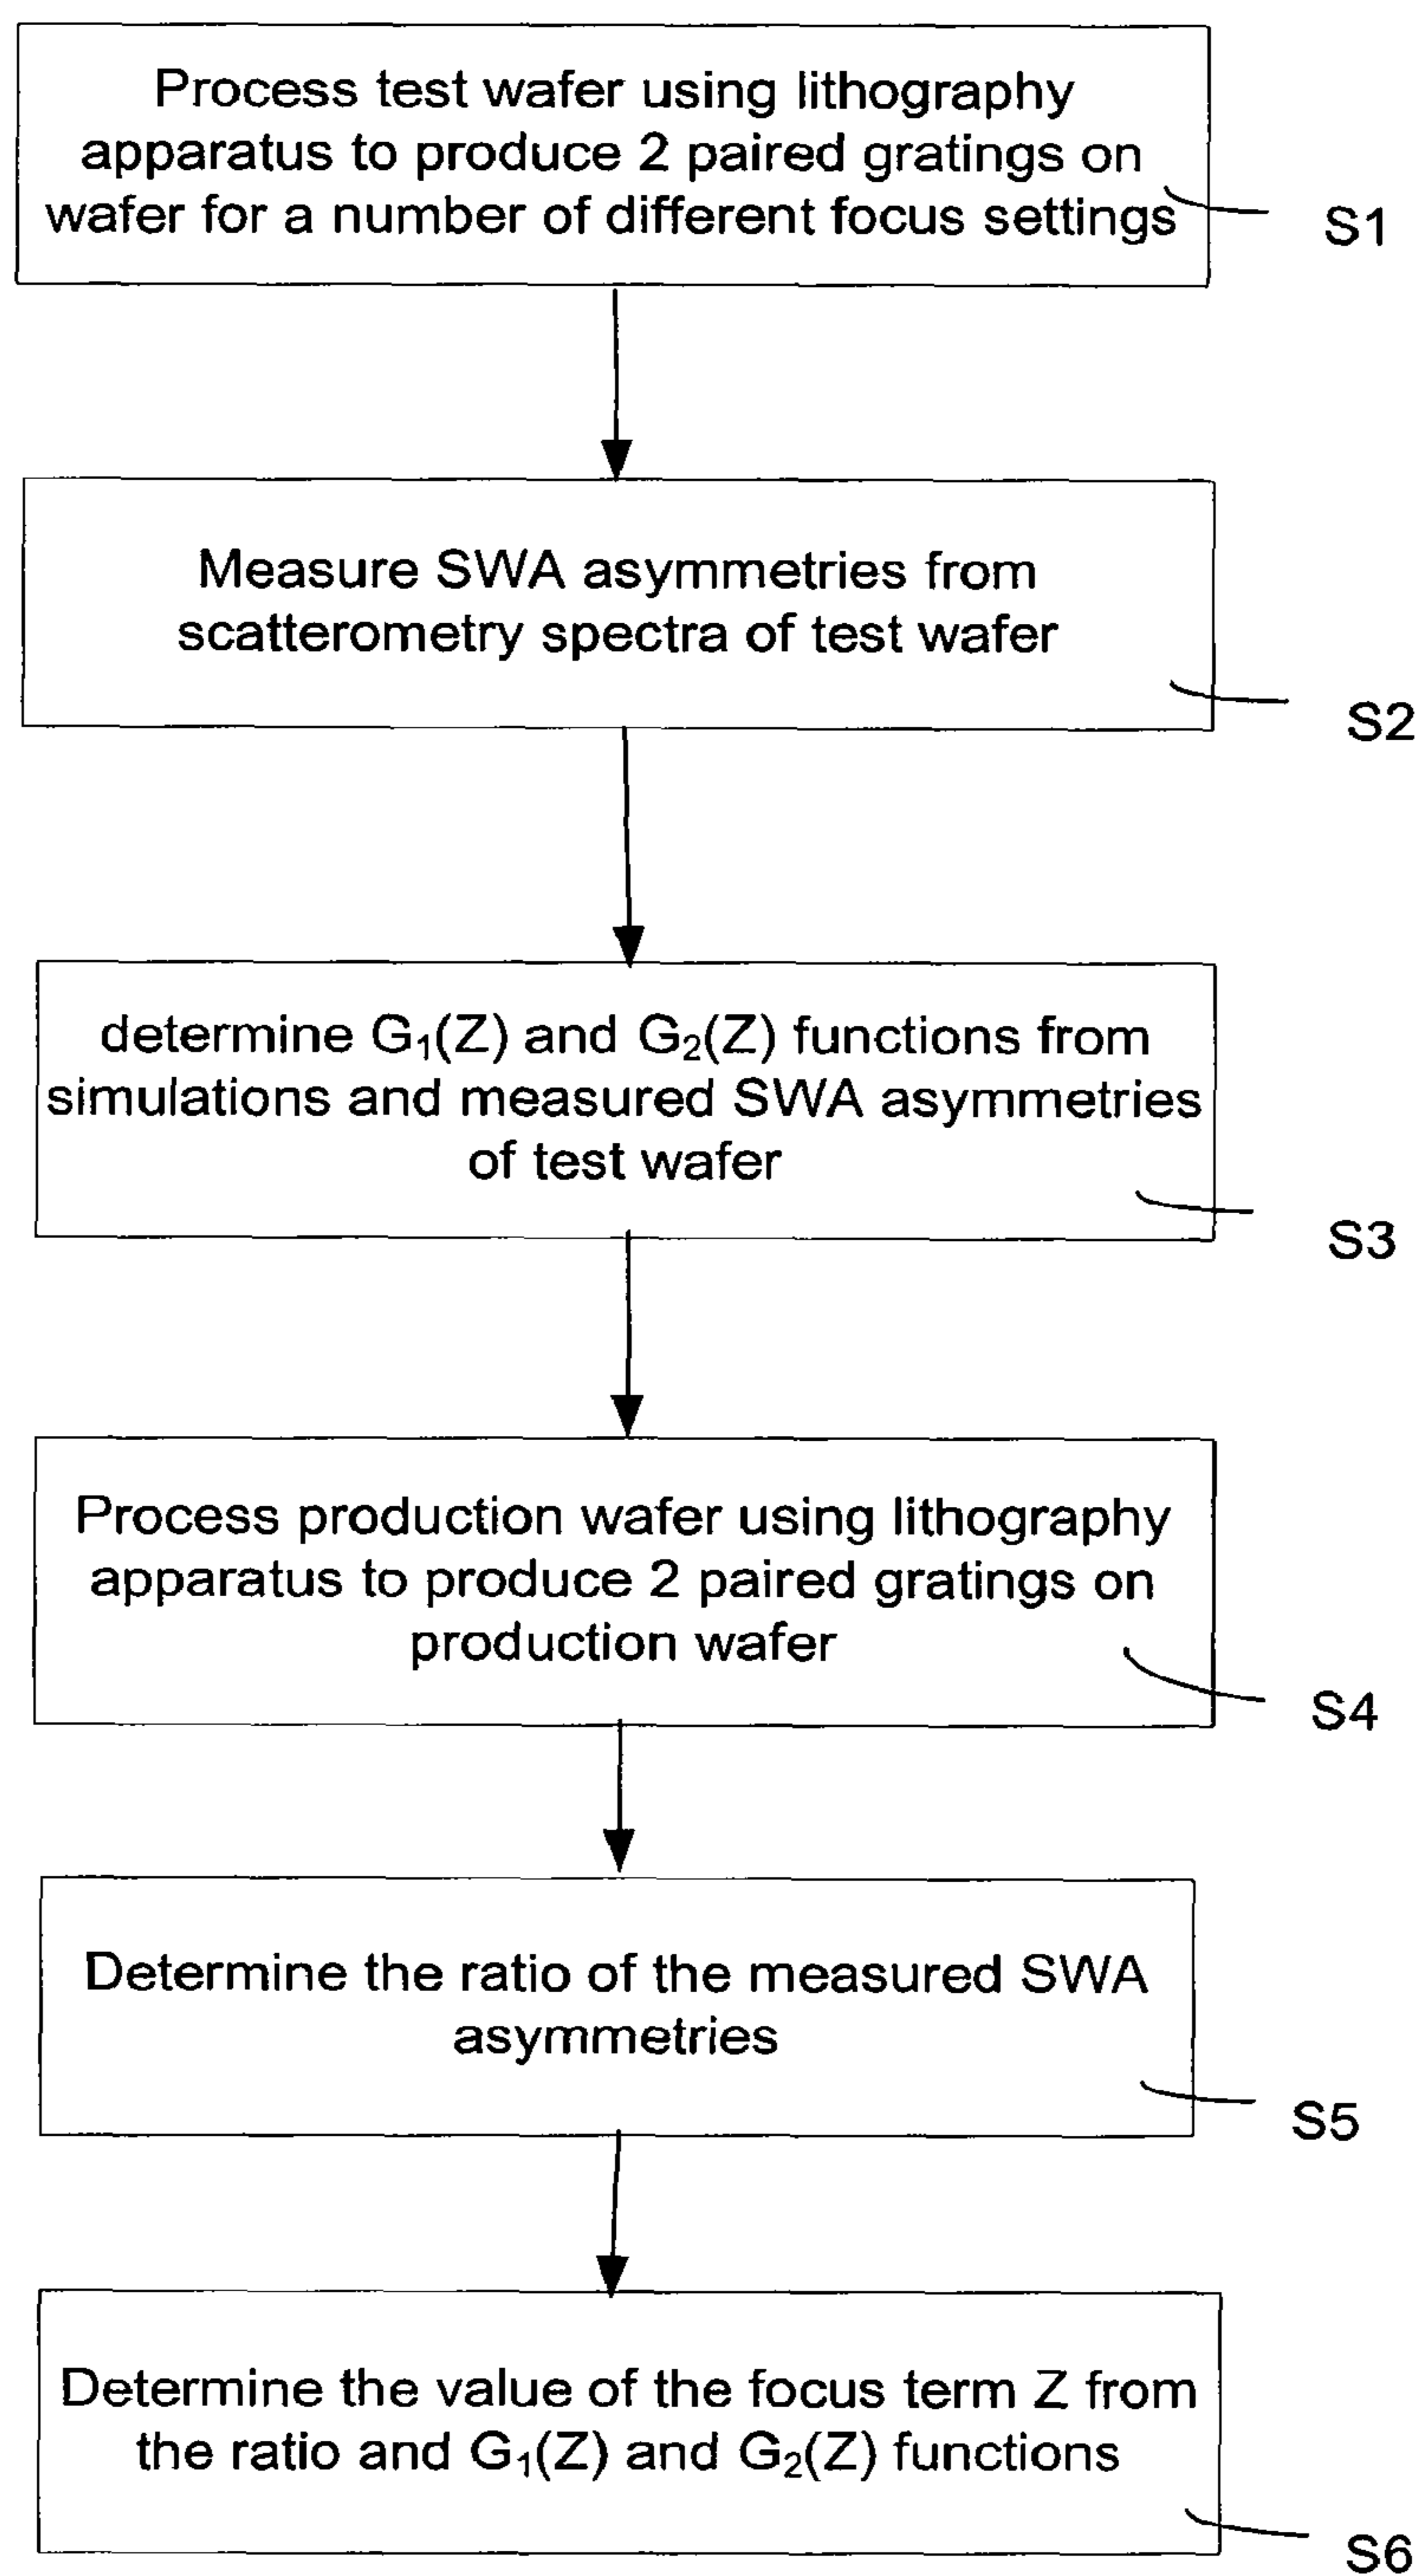 Process test wafer using lithography
apparatus to produce 2 paired gratings on
wafer for a number of different focus settings
S1
Measure SWA asymmetries from
scatterometry spectra of test wafer
S2
determine G₁(Z) and G₂(Z) functions from
simulations and measured SWA asymmetries
of test wafer
S3
Process production wafer using lithography
apparatus to produce 2 paired gratings on
production wafer
S4
Determine the ratio of the measured SWA
asymmetries
S5
Determine the value of the focus term Z from
the ratio and G₁(Z) and G₂(Z) functions
S6